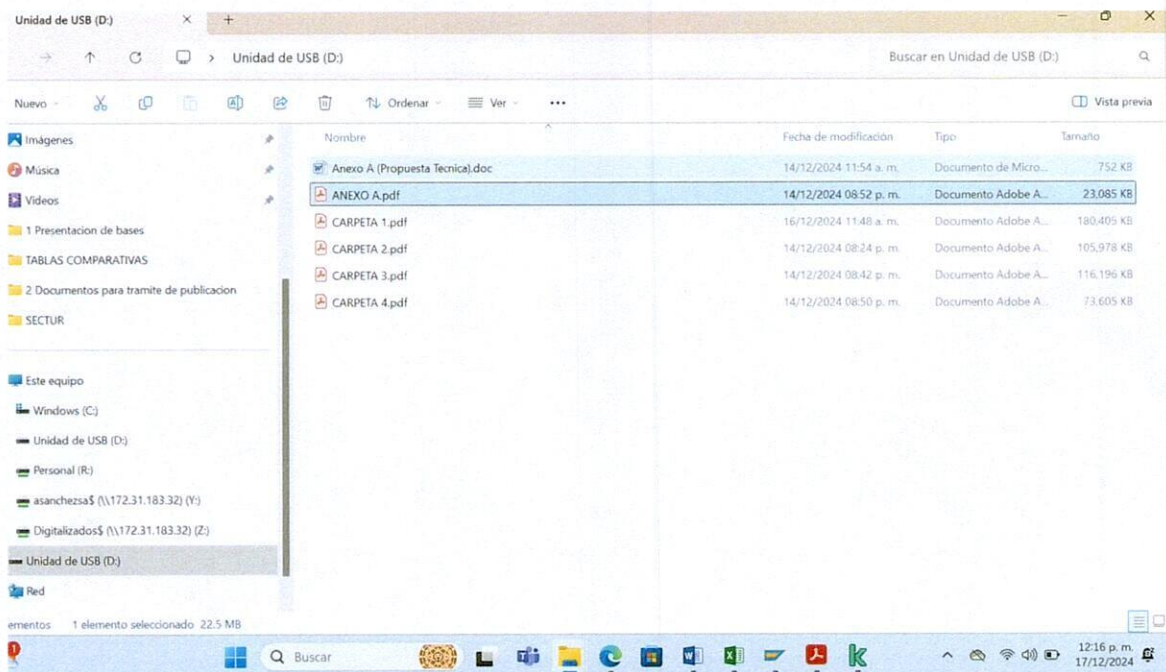 Unidad de USB (D:)
Unidad de USB (D:)
Buscar en Unidad de USB (D:)
Nuevo
Ordenar
Ver
Vista previa
Imágenes
Música
Videos
1 Presentacion de bases
TABLAS COMPARATIVAS
2 Documentos para tramite de publicacion
SECTUR
Este equipo
Windows (C:)
Unidad de USB (D:)
Personal (R:)
asanchezsa$ (\\172.31.183.32) (Y:)
Digitalizados$ (\\172.31.183.32) (Z:)
Unidad de USB (D:)
Red
Nombre Fecha de modificación Tipo Tamaño
Anexo A (Propuesta Tecnica).doc 14/12/2024 11:54 a. m. Documento de Micro... 752 KB
ANEXO A.pdf 14/12/2024 08:52 p. m. Documento Adobe A... 23,085 KB
CARPETA 1.pdf 16/12/2024 11:48 a. m. Documento Adobe A... 180,405 KB
CARPETA 2.pdf 14/12/2024 08:24 p. m. Documento Adobe A... 105,978 KB
CARPETA 3.pdf 14/12/2024 08:42 p. m. Documento Adobe A... 116,196 KB
CARPETA 4.pdf 14/12/2024 08:50 p. m. Documento Adobe A... 73,605 KB
ementos 1 elemento seleccionado 22.5 MB
1
Buscar
12:16 p. m.
17/12/2024